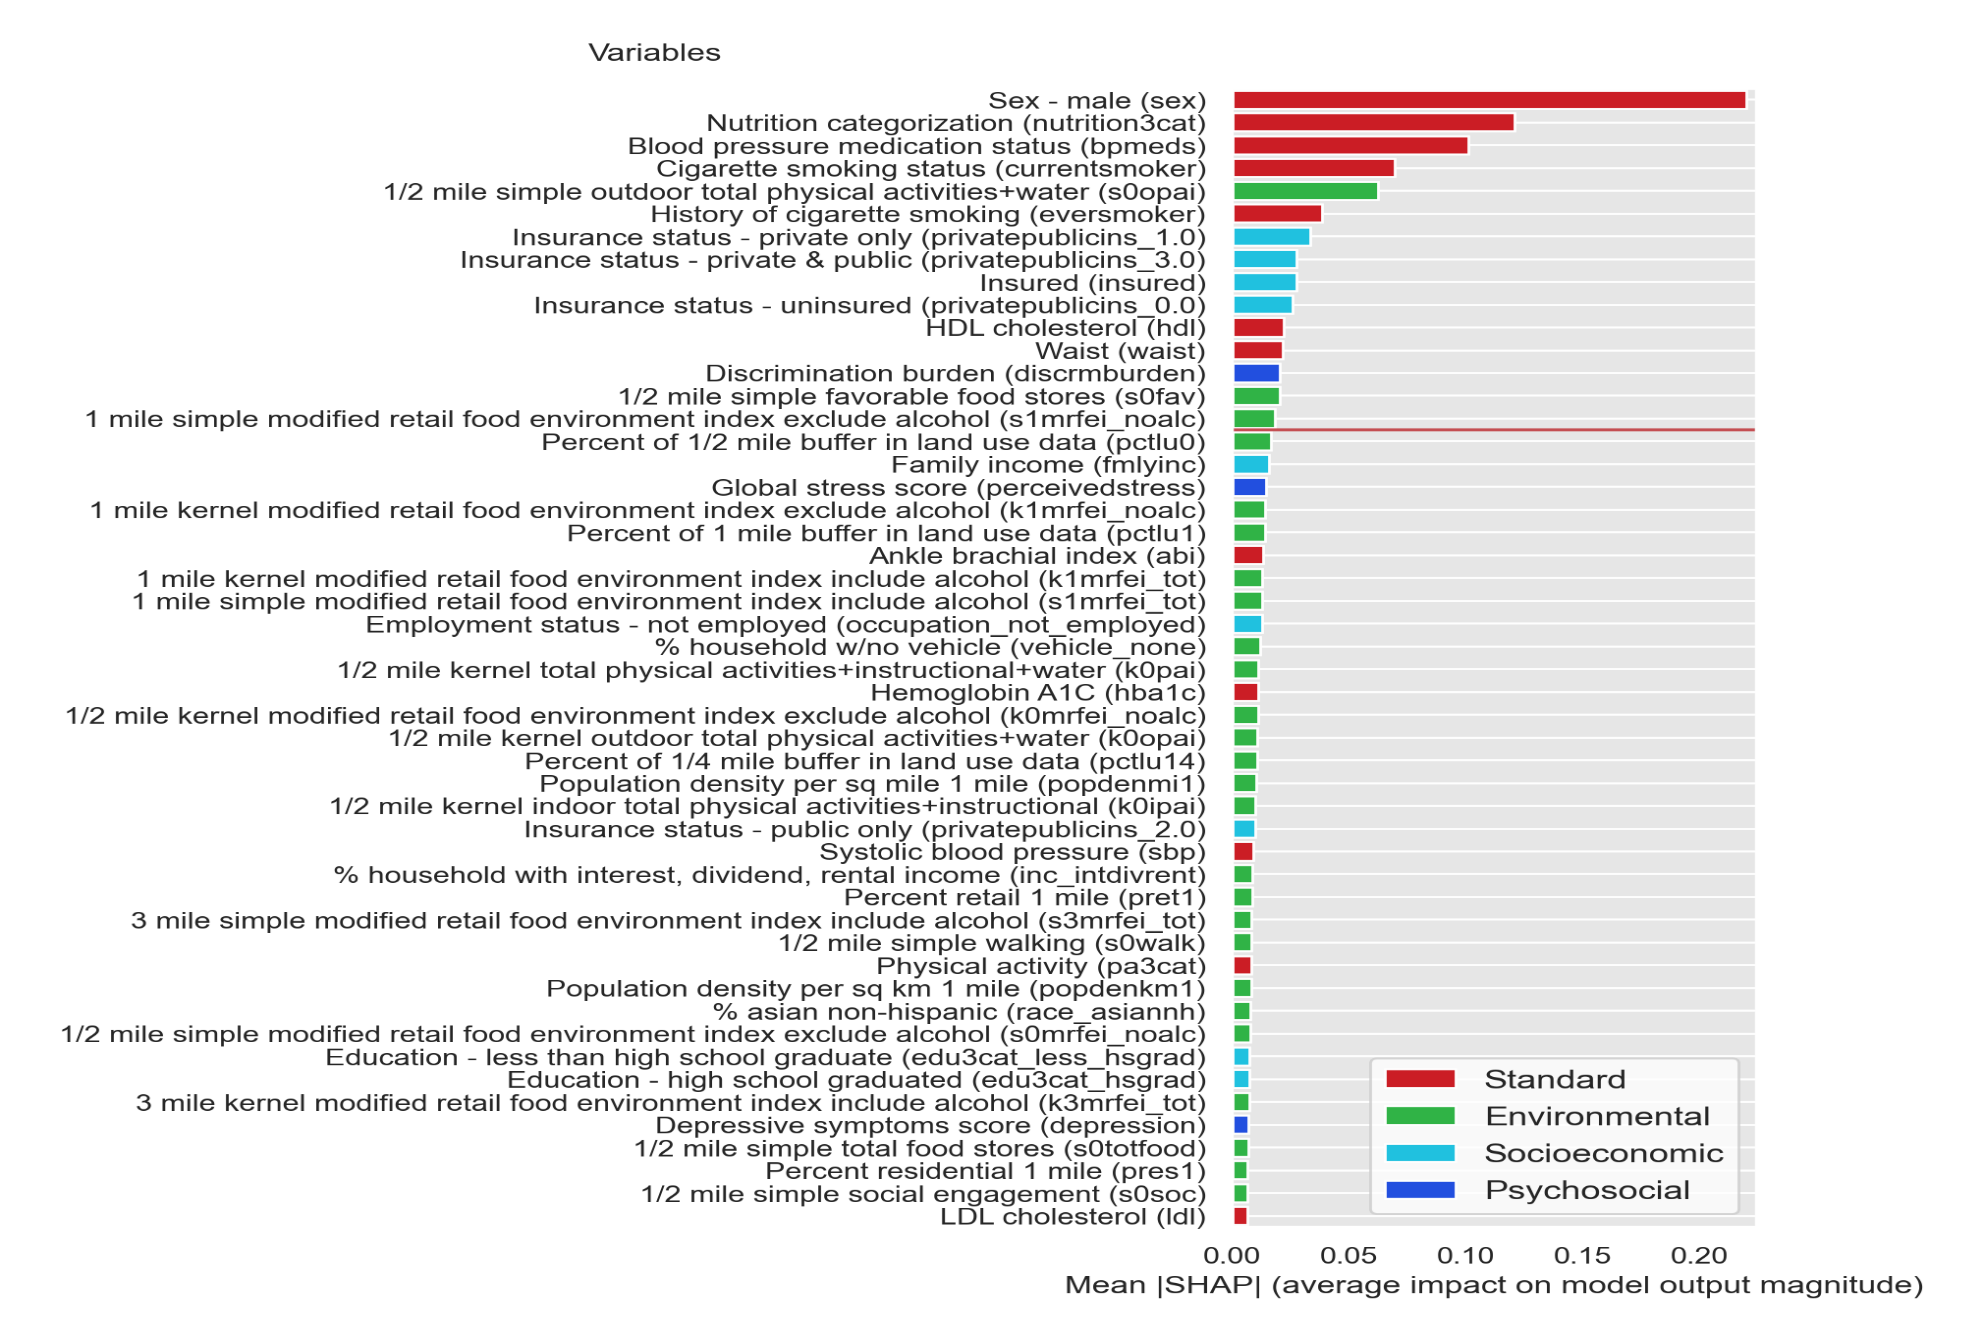 Variables
Sex - male (sex)
Nutrition categorization (nutrition3cat)
Blood pressure medication status (bpmeds)
Cigarette smoking status (currentsmoker)
1/2 mile simple outdoor total physical activities+water (s0opai)
History of cigarette smoking (eversmoker)
Insurance status - private only (privatepublicins_1.0)
Insurance status - private & public (privatepublicins_3.0)
Insured (insured)
Insurance status - uninsured (privatepublicins_0.0)
HDL cholesterol (hdl)
Waist (waist)
Discrimination burden (discrmburden)
1/2 mile simple favorable food stores (s0fav)
1 mile simple modified retail food environment index exclude alcohol (s1mrfei_noalc)
Percent of 1/2 mile buffer in land use data (pctlu0)
Family income (fmlyinc)
Global stress score (perceivedstress)
1 mile kernel modified retail food environment index exclude alcohol (k1mrfei_noalc)
Percent of 1 mile buffer in land use data (pctlu1)
Ankle brachial index (abi)
1 mile kernel modified retail food environment index include alcohol (k1mrfei_tot)
1 mile simple modified retail food environment index include alcohol (s1mrfei_tot)
Employment status - not employed (occupation_not_employed)
% household w/no vehicle (vehicle_none)
1/2 mile kernel total physical activities+instructional+water (k0pai)
Hemoglobin A1C (hba1c)
1/2 mile kernel modified retail food environment index exclude alcohol (k0mrfei_noalc)
1/2 mile kernel outdoor total physical activities+water (k0opai)
Percent of 1/4 mile buffer in land use data (pctlu14)
Population density per sq mile 1 mile (popdenmi1)
1/2 mile kernel indoor total physical activities+instructional (k0ipai)
Insurance status - public only (privatepublicins_2.0)
Systolic blood pressure (sbp)
% household with interest, dividend, rental income (inc_intdivrent)
Percent retail 1 mile (pret1)
3 mile simple modified retail food environment index include alcohol (s3mrfei_tot)
1/2 mile simple walking (s0walk)
Physical activity (pa3cat)
Population density per sq km 1 mile (popdenkm1)
% asian non-hispanic (race_asiannh)
1/2 mile simple modified retail food environment index exclude alcohol (s0mrfei_noalc)
Education - less than high school graduate (edu3cat_less_hsgrad)
Education - high school graduated (edu3cat_hsgrad)
3 mile kernel modified retail food environment index include alcohol (k3mrfei_tot)
Depressive symptoms score (depression)
1/2 mile simple total food stores (s0totfood)
Percent residential 1 mile (pres1)
1/2 mile simple social engagement (s0soc)
LDL cholesterol (ldl)
Standard
Environmental
Socioeconomic
Psychosocial
0.00 0.05 0.10 0.15 0.20
Mean |SHAP| (average impact on model output magnitude)